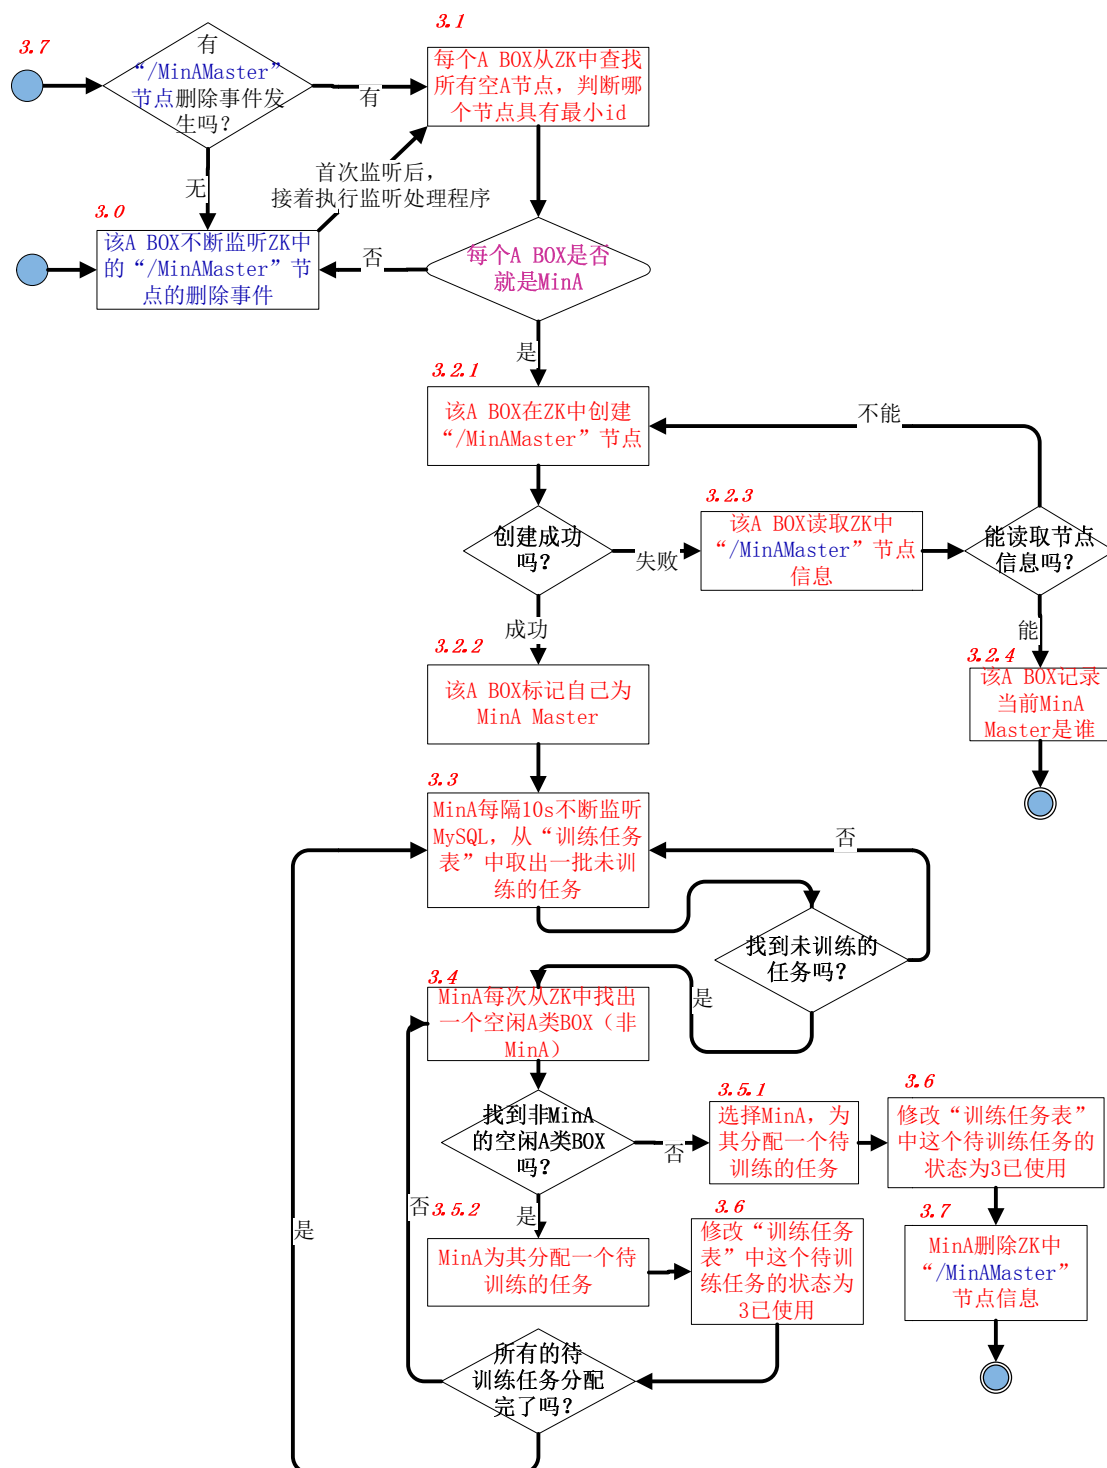 3.7
有
“/MinAMaster”
节点删除事件发
生吗？
有
无
3.1
每个A BOX从ZK中查找
所有空A节点，判断哪
个节点具有最小id
首次监听后，
接着执行监听处理程序
3.0
该A BOX不断监听ZK中
的“/MinAMaster”节
点的删除事件
否
每个A BOX是否
就是MinA
是
3.2.1
该A BOX在ZK中创建
“/MinAMaster”节点
不能
创建成功
吗？
失败
3.2.3
该A BOX读取ZK中
“/MinAMaster”节点
信息
能读取节点
信息吗？
能
成功
3.2.2
该A BOX标记自己为
MinA Master
3.2.4
该A BOX记录
当前MinA
Master是谁
3.3
MinA每隔10s不断监听
MySQL，从“训练任务
表”中取出一批未训
练的任务
否
找到未训练的
任务吗？
是
3.4
MinA每次从ZK中找出
一个空闲A类BOX（非
MinA）
找到非MinA
的空闲A类BOX
吗？
否
3.5.1
选择MinA，为
其分配一个待
训练的任务
3.6
修改“训练任务表”
中这个待训练任务的
状态为3已使用
是
否
3.5.2
是
MinA为其分配一个待
训练的任务
3.6
修改“训练任务
表”中这个待训
练任务的状态为
3已使用
3.7
MinA删除ZK中
“/MinAMaster”
节点信息
所有的待
训练任务分配
完了吗？